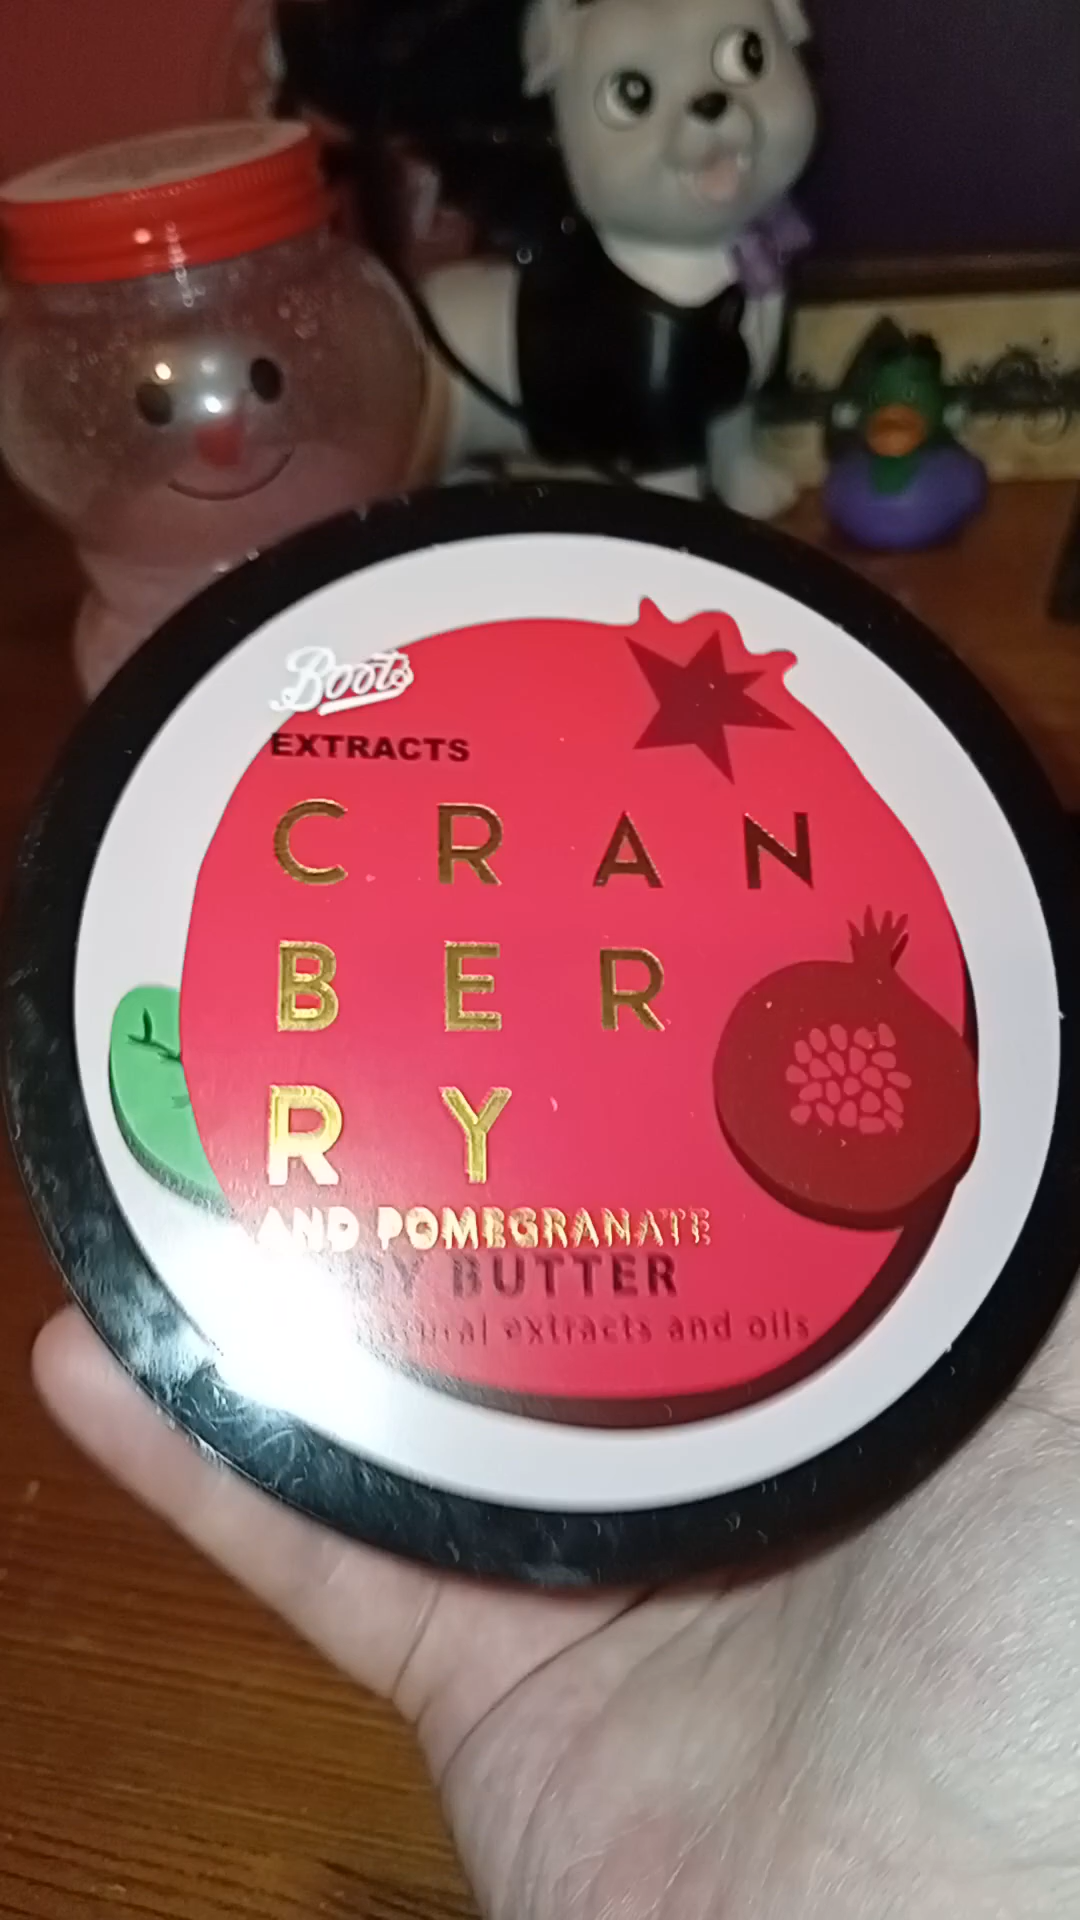 Boots
EXTRACTS
CRAN
BER
RY
AND POMEGRANATE
BUTTER
extracts and oils